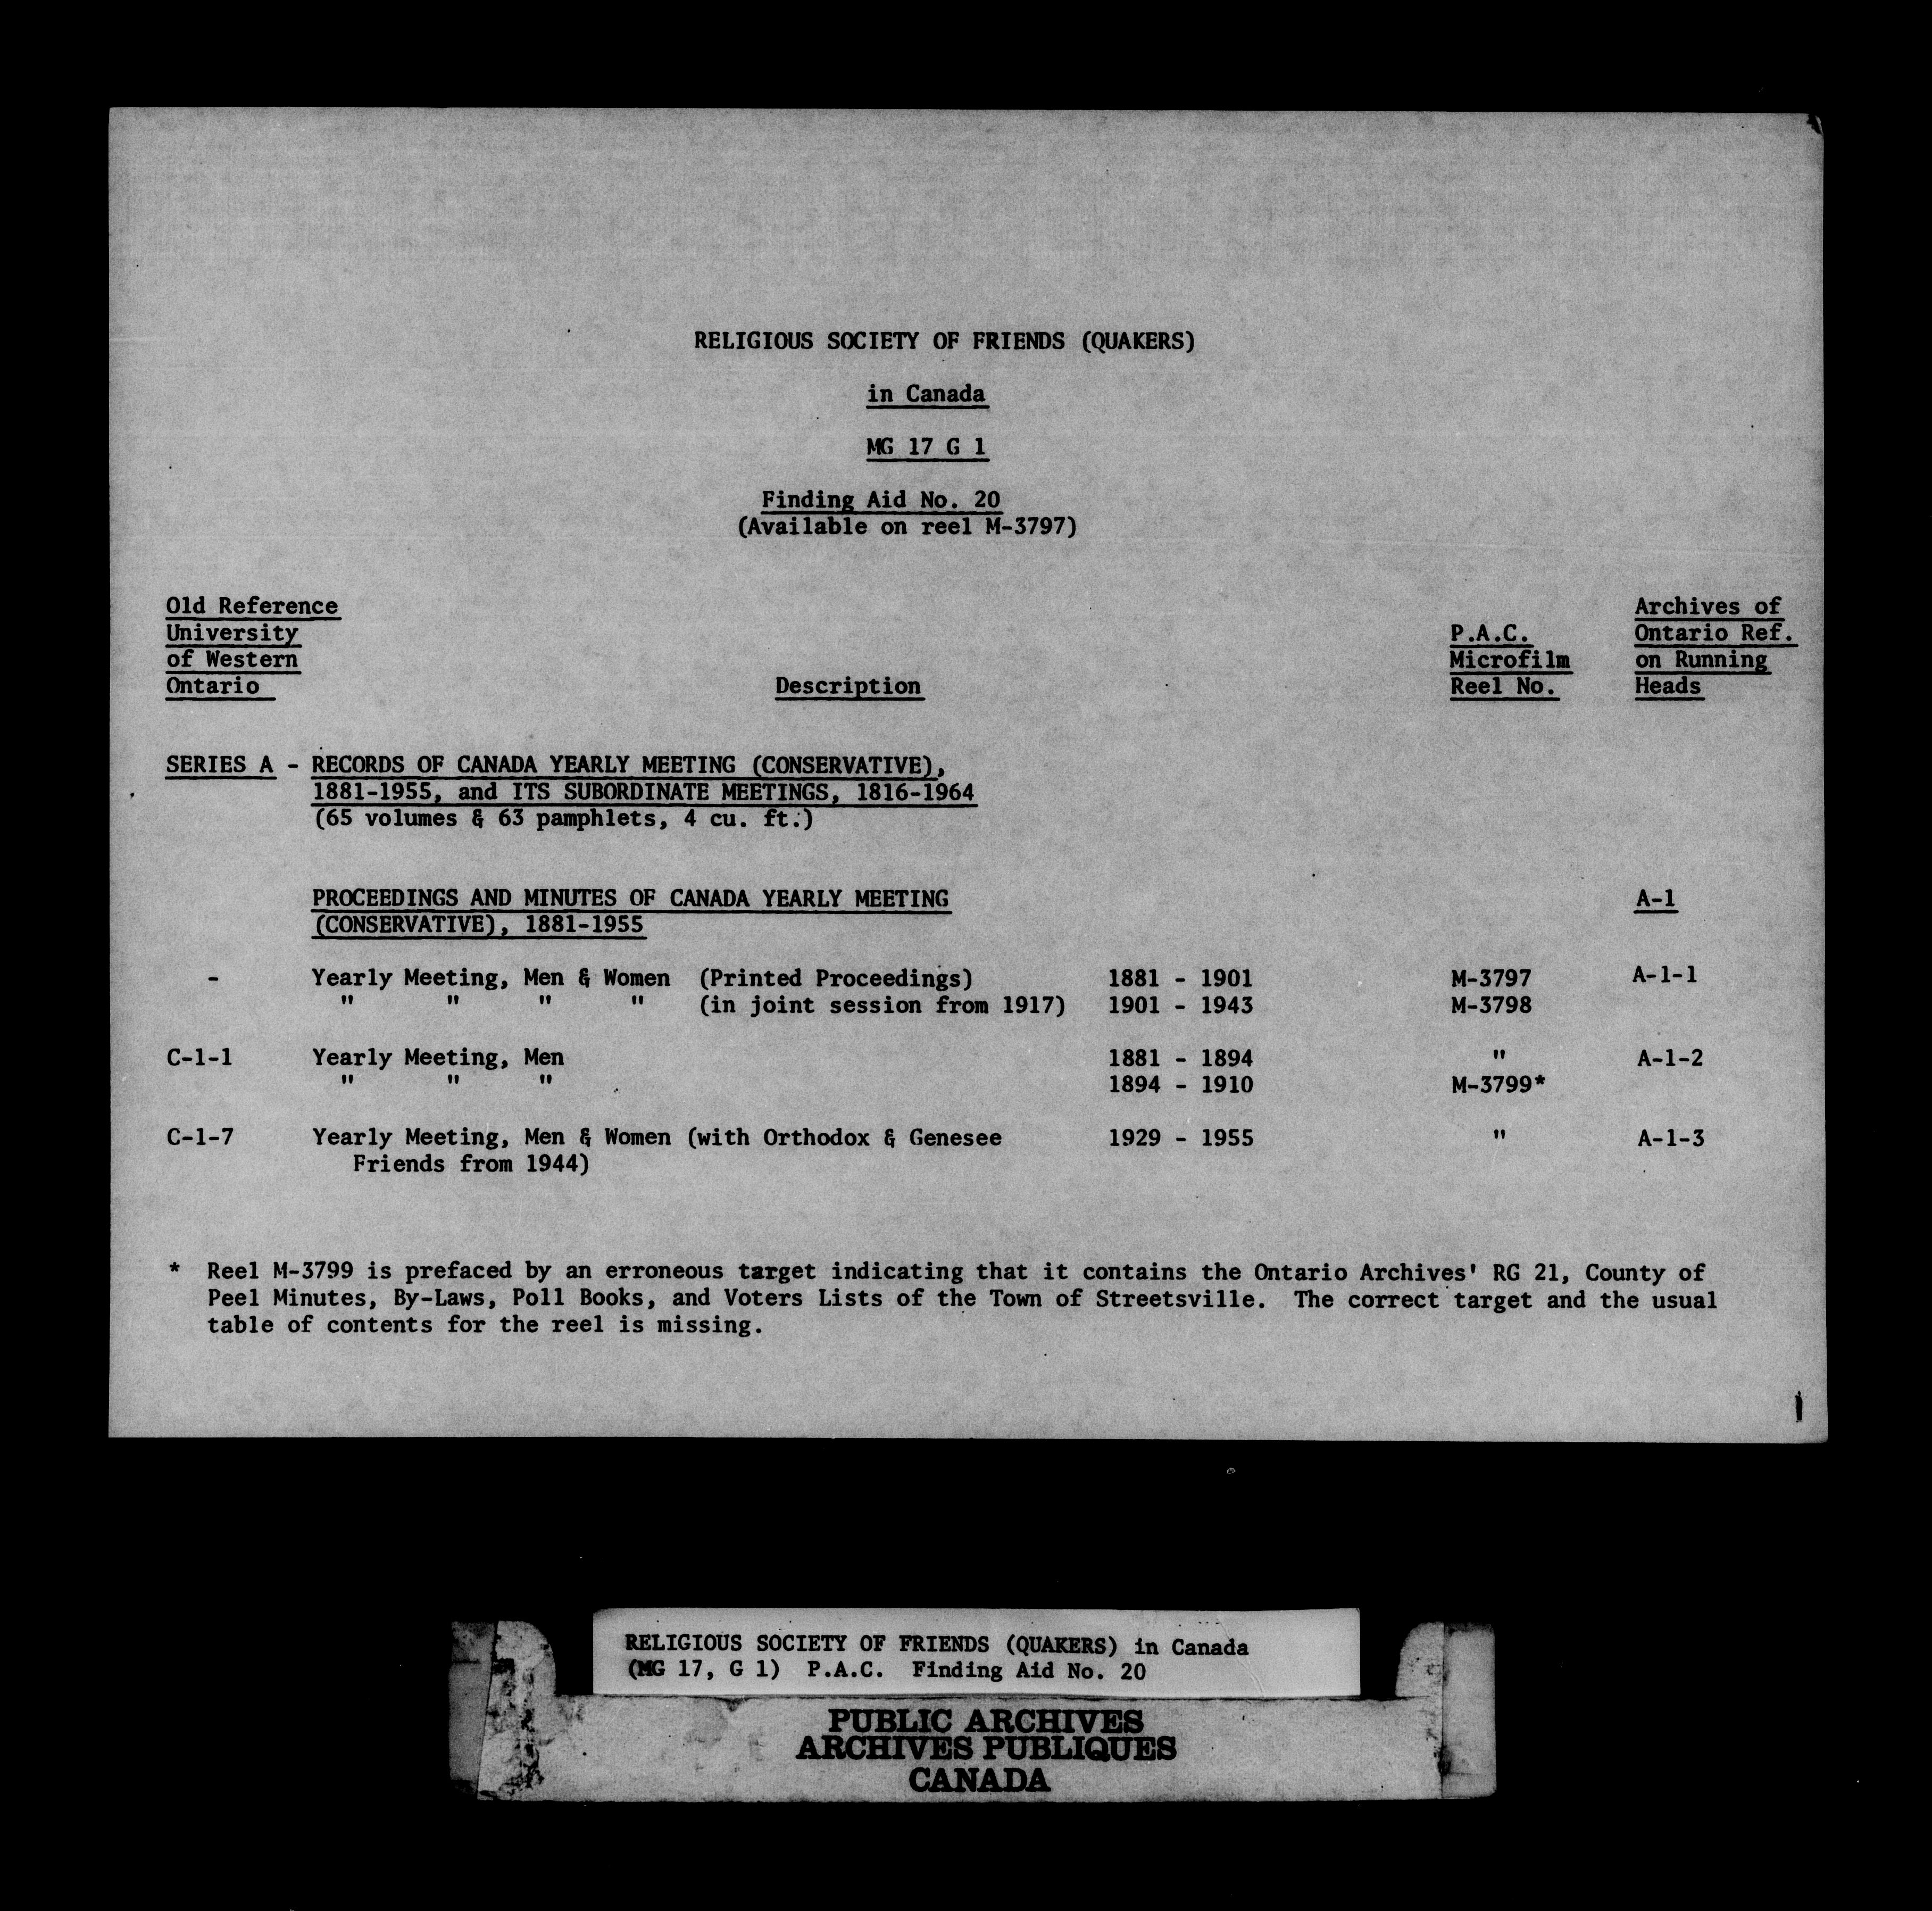 RELIGIOUS SOCIETY OF FRIENDS (QUAKERS)
in Canada
MG 17 G 1
Finding Aid No. 20
(Available on reel M-3797)
Old Reference
University
of Western
Ontario
Description
P.A.C.
Microfilm
Reel No.
Archives of
Ontario Ref.
on Running
Heads
SERIES A - RECORDS OF CANADA YEARLY MEETING (CONSERVATIVE),
1881-1955, and ITS SUBORDINATE MEETINGS, 1816-1964
(65 volumes & 63 pamphlets, 4 cu. ft.)
PROCEEDINGS AND MINUTES OF CANADA YEARLY MEETING A-1
(CONSERVATIVE), 1881-1955
- Yearly Meeting, Men & Women (Printed Proceedings) 1881 - 1901 M-3797 A-1-1
" " " " (in joint session from 1917) 1901 - 1943 M-3798
C-1-1 Yearly Meeting, Men 1881 - 1894 " A-1-2
" " " 1894 - 1910 M-3799*
C-1-7 Yearly Meeting, Men & Women (with Orthodox & Genesee 1929 - 1955 " A-1-3
Friends from 1944)
* Reel M-3799 is prefaced by an erroneous target indicating that it contains the Ontario Archives' RG 21, County of
Peel Minutes, By-Laws, Poll Books, and Voters Lists of the Town of Streetsville. The correct target and the usual
table of contents for the reel is missing.
1
RELIGIOUS SOCIETY OF FRIENDS (QUAKERS) in Canada
(MG 17, G 1) P.A.C. Finding Aid No. 20
PUBLIC ARCHIVES
ARCHIVES PUBLIQUES
CANADA